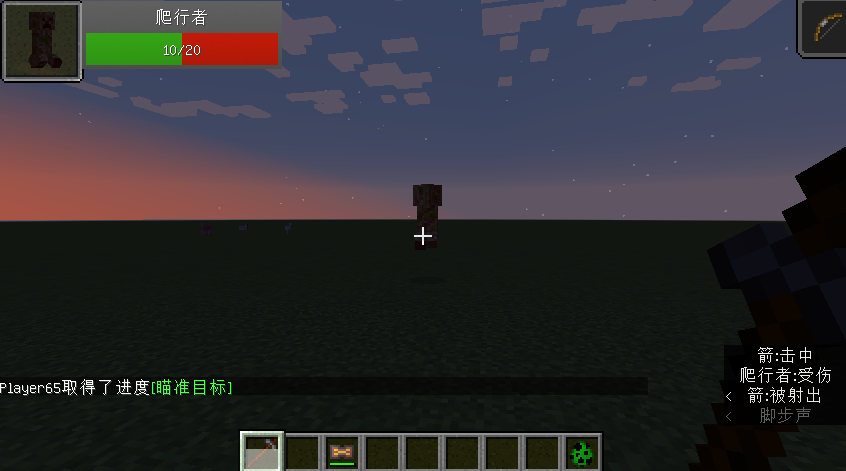 爬行者
10/20
Player65取得了进度[瞄准目标]
箭:击中
爬行者:受伤
< 箭:被射出
< 脚步声